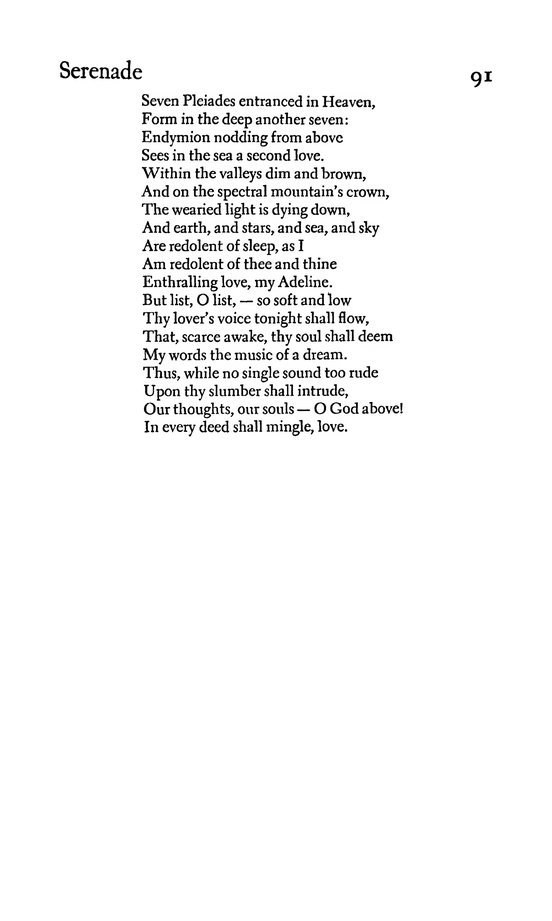 Serenade
91
Seven Pleiades entranced in Heaven,
Form in the deep another seven:
Endymion nodding from above
Sees in the sea a second love.
Within the valleys dim and brown,
And on the spectral mountain's crown,
The wearied light is dying down,
And earth, and stars, and sea, and sky
Are redolent of sleep, as I
Am redolent of thee and thine
Enthralling love, my Adeline.
But list, O list, — so soft and low
Thy lover's voice tonight shall flow,
That, scarce awake, thy soul shall deem
My words the music of a dream.
Thus, while no single sound too rude
Upon thy slumber shall intrude,
Our thoughts, our souls — O God above!
In every deed shall mingle, love.